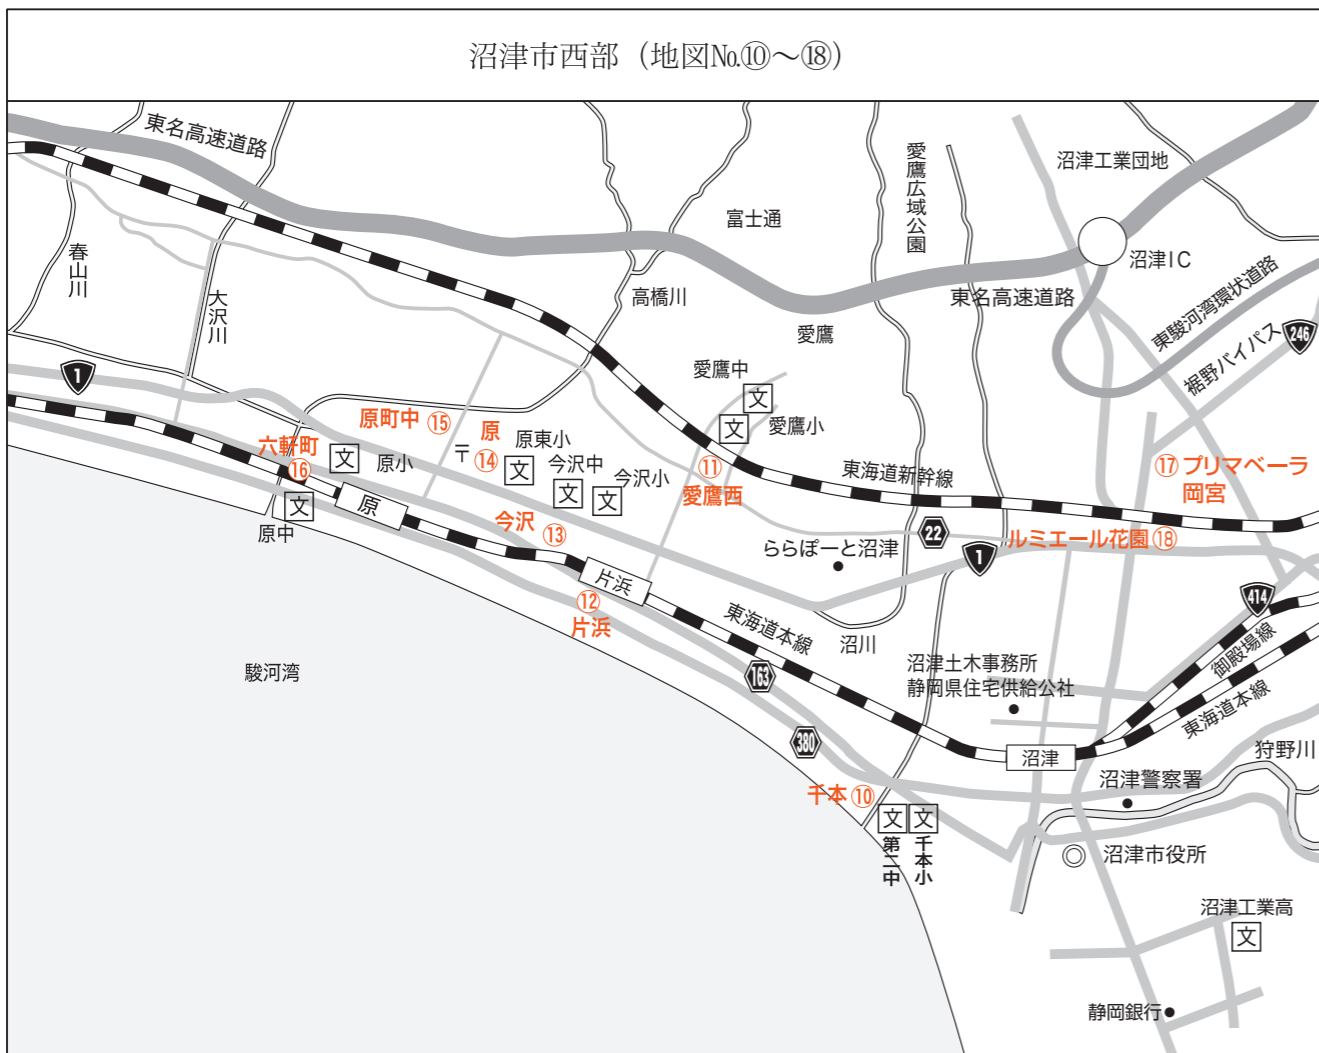 沼津市西部（地図№⑩～⑱）
東名高速道路
春山川
大沢川
高橋川
富士通
愛鷹広域公園
沼津工業団地
沼津IC
東名高速道路
東駿河湾環状道路
裾野バイパス
246
愛鷹
愛鷹中
文
文
愛鷹小
1
原町中 ⑮
原
〒 ⑭
原東小
文
今沢中
文
今沢小
文
六軒町
⑯
文
原小
原
文
原中
今沢 ⑬
⑪
愛鷹西
東海道新幹線
⑰ プリマベーラ
岡宮
22
1
ルミエール花園 ⑱
ららぽーと沼津
片浜
⑫
片浜
東海道本線
沼川
414
御殿場線
東海道本線
駿河湾
163
380
沼津土木事務所
静岡県住宅供給公社
沼津
狩野川
沼津警察署
千本 ⑩
文
文
第二中
千本小
沼津市役所
沼津工業高
文
静岡銀行